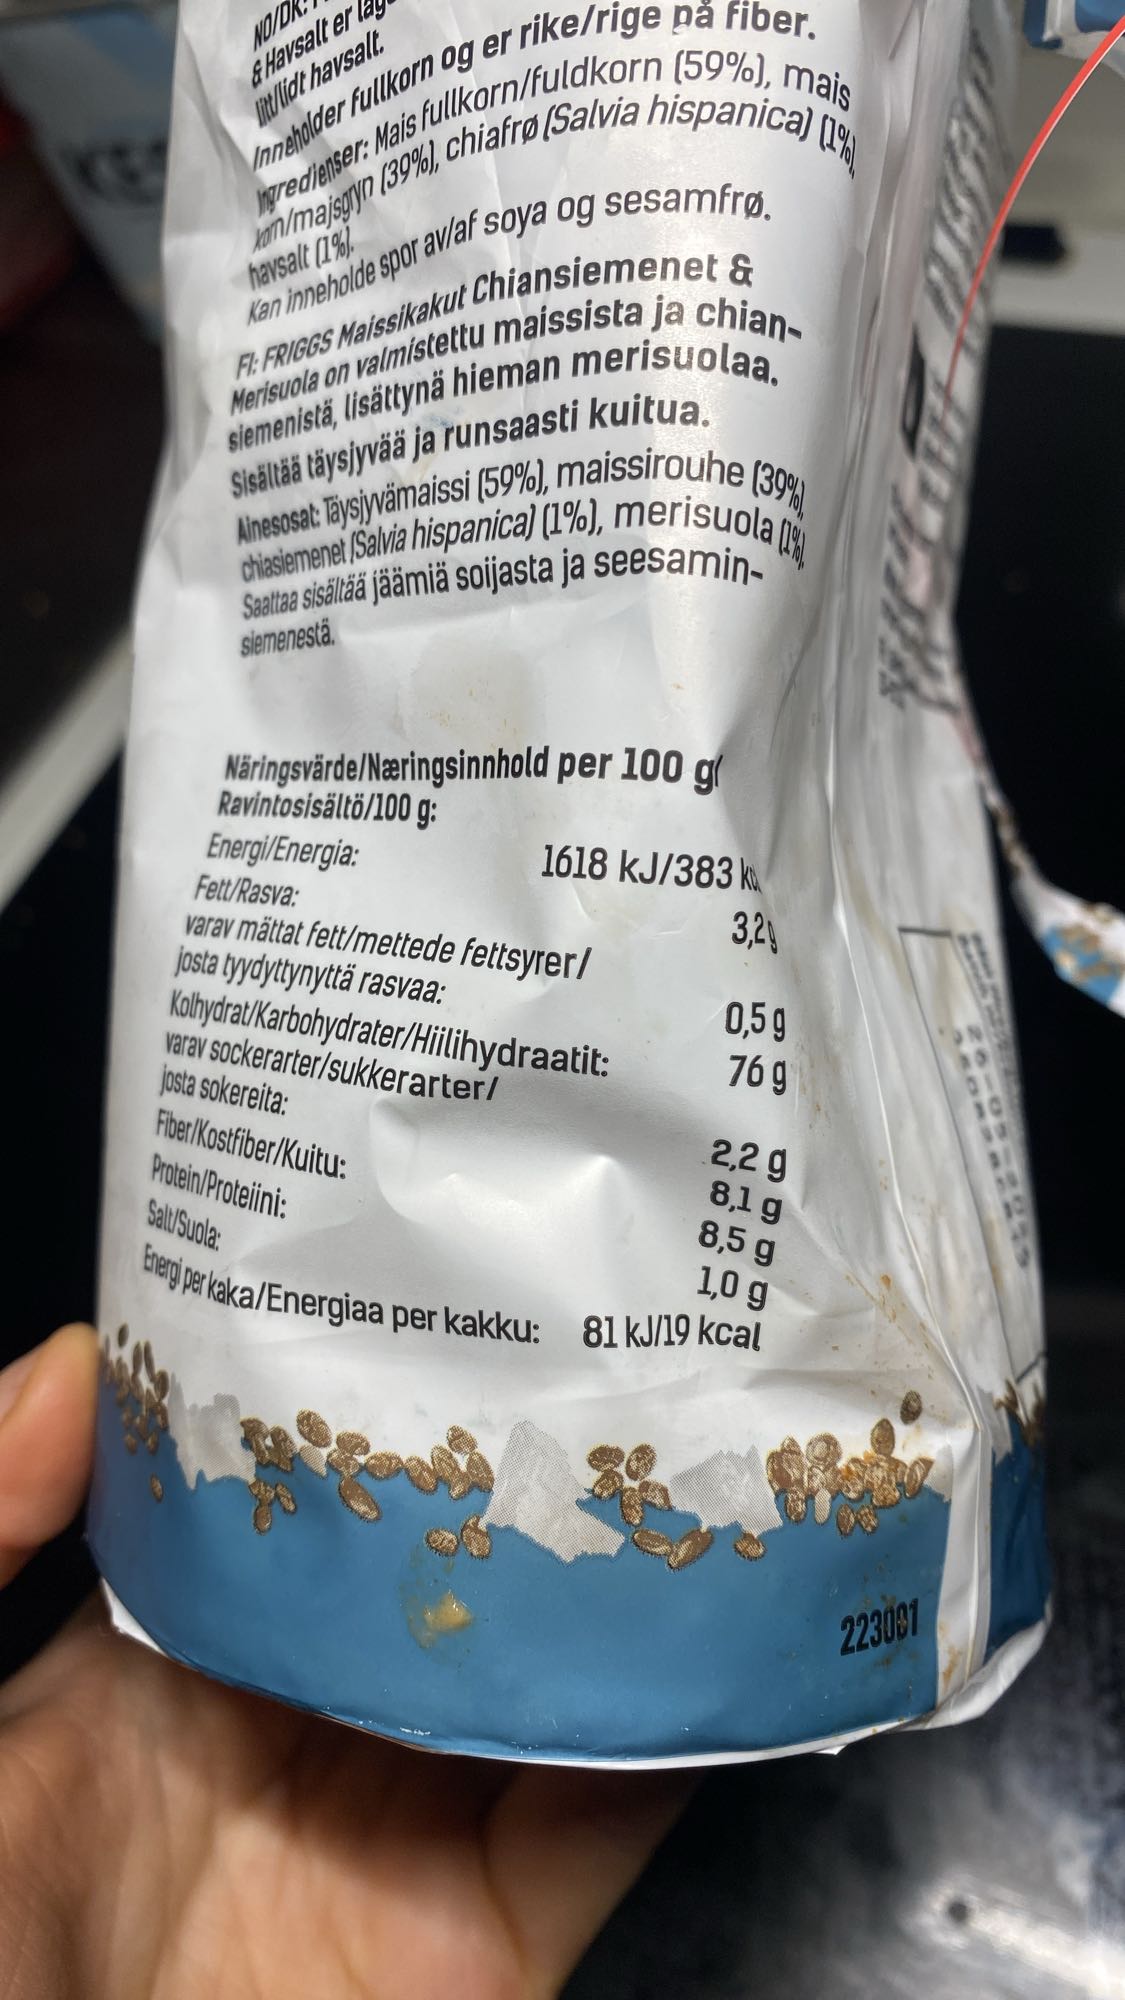 NO/DK:
& Havsalt er lag
litt/lidt havsalt.
Inneholder fullkorn og er rike/rige på fiber.
Ingredienser: Mais fullkorn/fuldkorn (59%), mais
korn/majsgryn (39%), chiafrø (Salvia hispanica) (1%),
havsalt (1%).
Kan inneholde spor av/af soya og sesamfrø.
FI: FRIGGS Maissikakut Chiansiemenet &
Merisuola on valmistettu maissista ja chian-
siemenistä, lisättynä hieman merisuolaa.
Sisältää täysjyvää ja runsaasti kuitua.
Ainesosat: Täysjyvämaissi (59%), maissirouhe (39%),
chiasiemenet (Salvia hispanica) (1%), merisuola (1%).
Saattaa sisältää jäämiä soijasta ja seesamin-
siemenestä.
Näringsvärde/Næringsinnhold per 100 g/
Ravintosisältö/100 g:
Energi/Energia: 1618 kJ/383 kc
Fett/Rasva: 3,2g
varav mättat fett/mettede fettsyrer/
josta tyydyttynyttä rasvaa: 0,5 g
Kolhydrat/Karbohydrater/Hiilihydraatit: 76 g
varav sockerarter/sukkerarter/
josta sokereita: 2,2 g
Fiber/Kostfiber/Kuitu: 8,1 g
Protein/Proteiini: 8,5 g
Salt/Suola: 1,0 g
Energi per kaka/Energiaa per kakku: 81 kJ/19 kcal
223001